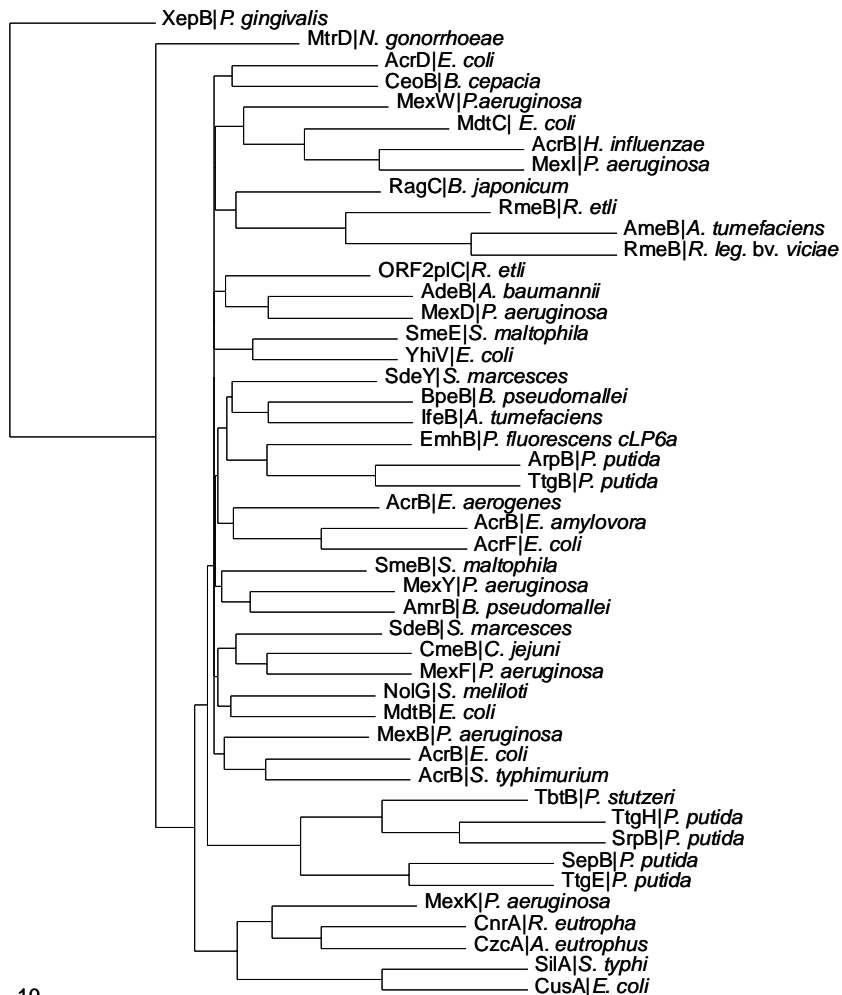 XepB|P. gingivalis
MtrD|N. gonorrhoeae
AcrD|E. coli
CeoB|B. cepacia
MexW|P.aeruginosa
MdtC| E. coli
AcrB|H. influenzae
MexI|P. aeruginosa
RagC|B. japonicum
RmeB|R. etli
AmeB|A. tumefaciens
RmeB|R. leg. bv. viciae
ORF2plC|R. etli
AdeB|A. baumannii
MexD|P. aeruginosa
SmeE|S. maltophila
YhiV|E. coli
SdeY|S. marcesces
BpeB|B. pseudomallei
IfeB|A. tumefaciens
EmhB|P. fluorescens cLP6a
ArpB|P. putida
TtgB|P. putida
AcrB|E. aerogenes
AcrB|E. amylovora
AcrF|E. coli
SmeB|S. maltophila
MexY|P. aeruginosa
AmrB|B. pseudomallei
SdeB|S. marcesces
CmeB|C. jejuni
MexF|P. aeruginosa
NolG|S. meliloti
MdtB|E. coli
MexB|P. aeruginosa
AcrB|E. coli
AcrB|S. typhimurium
TbtB|P. stutzeri
TtgH|P. putida
SrpB|P. putida
SepB|P. putida
TtgE|P. putida
MexK|P. aeruginosa
CnrA|R. eutropha
CzcA|A. eutrophus
SilA|S. typhi
CusA|E. coli
10